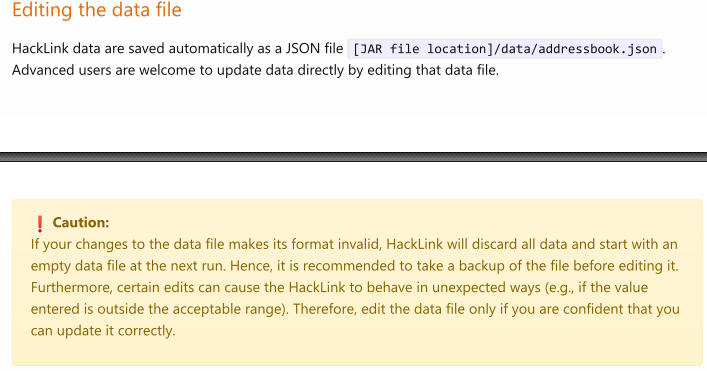 Editing the data file
HackLink data are saved automatically as a JSON file [JAR file location]/data/addressbook.json.
Advanced users are welcome to update data directly by editing that data file.
❗ Caution:
If your changes to the data file makes its format invalid, HackLink will discard all data and start with an
empty data file at the next run. Hence, it is recommended to take a backup of the file before editing it.
Furthermore, certain edits can cause the HackLink to behave in unexpected ways (e.g., if the value
entered is outside the acceptable range). Therefore, edit the data file only if you are confident that you
can update it correctly.